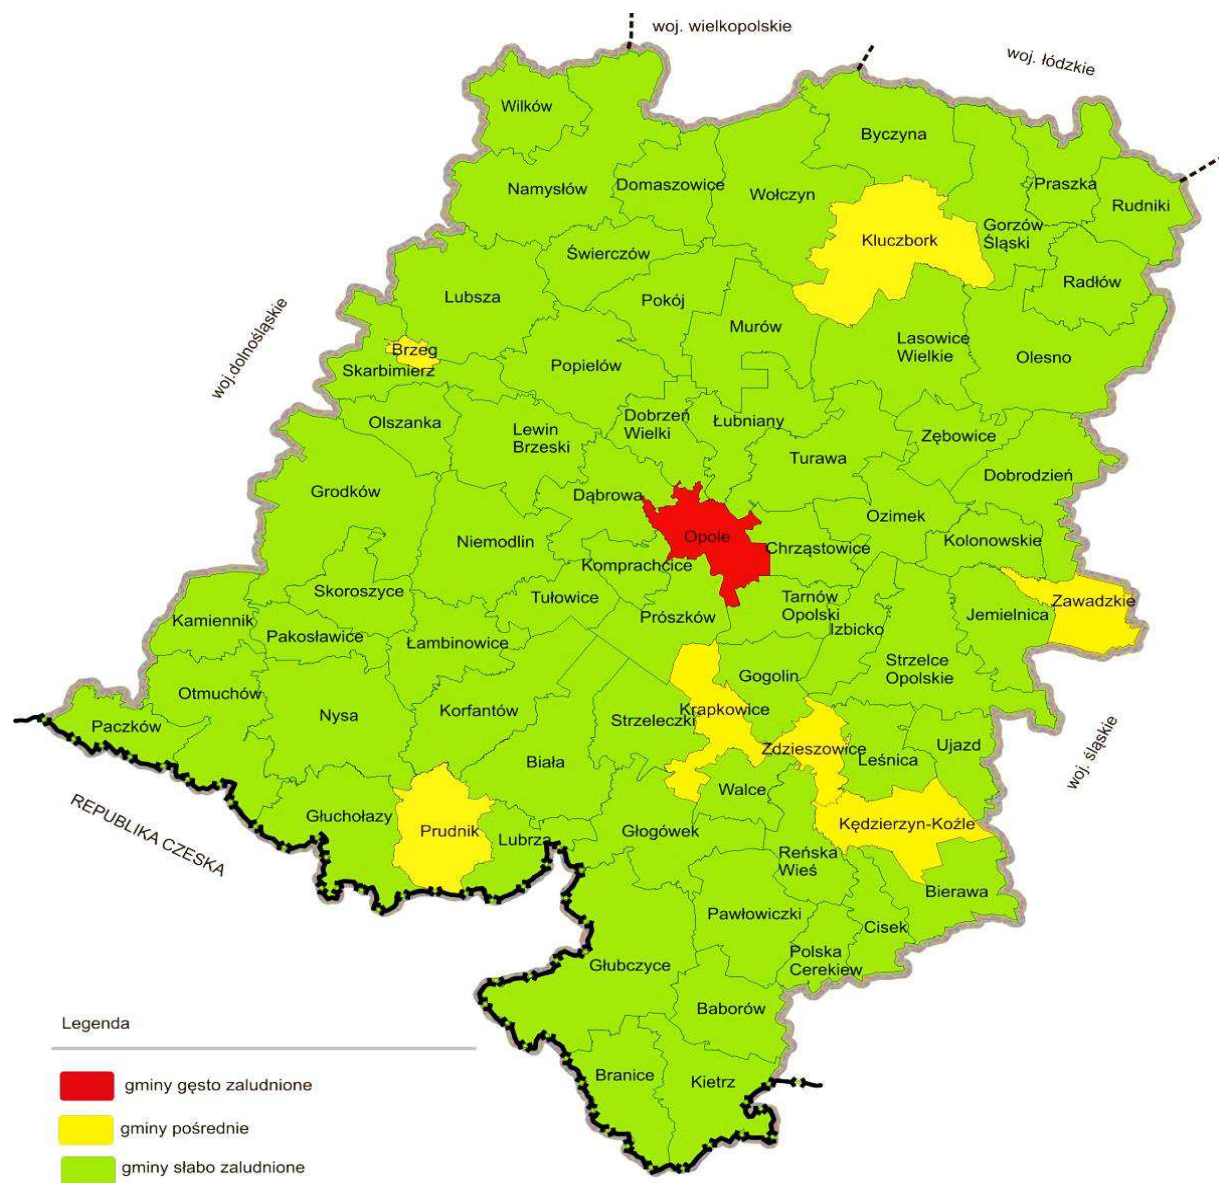 woj. wielkopolskie
woj. łódzkie
Wilków
Byczyna
Namysłów
Domaszowice
Wołczyn
Praszka
Rudniki
Gorzów
Śląski
Kluczbork
Świerczów
Radłów
Lubsza
Pokój
Murów
Lasowice
Wielkie
Olesno
woj.dolnośląskie
Brzeg
Skarbimierz
Popielów
Olszanka
Lewin
Brzeski
Dobrzeń
Wielki
Łubniany
Zębowice
Turawa
Dobrodzień
Grodków
Dąbrowa
Ozimek
Niemodlin
Opole
Chrząstowice
Kolonowskie
Komprachcice
Skoroszyce
Tułowice
Tarnów
Opolski
Zawadzkie
Kamiennik
Pakosławice
Łambinowice
Prószków
Izbicko
Jemielnica
Strzelce
Opolskie
Otmuchów
Gogolin
Paczków
Nysa
Korfantów
Strzeleczki
Krapkowice
Zdzieszowice
Leśnica
Ujazd
woj. śląskie
Biała
Walce
REPUBLIKA CZESKA
Głuchołazy
Prudnik
Lubrza
Głogówek
Kędzierzyn-Koźle
Reńska
Wieś
Bierawa
Pawłowiczki
Cisek
Polska
Cerekiew
Głubczyce
Baborów
Branice
Kietrz
Legenda
gminy gęsto zaludnione
gminy pośrednie
gminy słabo zaludnione